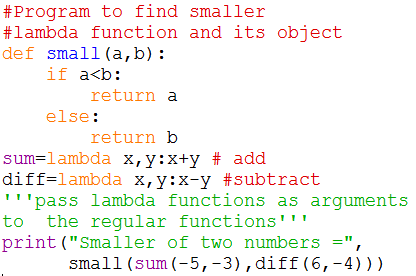 #Program to find smaller
#lambda function and its object
def small(a,b):
    if a<b:
        return a
    else:
        return b
sum=lambda x,y:x+y # add
diff=lambda x,y:x-y #subtract
'''pass lambda functions as arguments
to  the regular functions'''
print("Smaller of two numbers =",
      small(sum(-5,-3),diff(6,-4)))